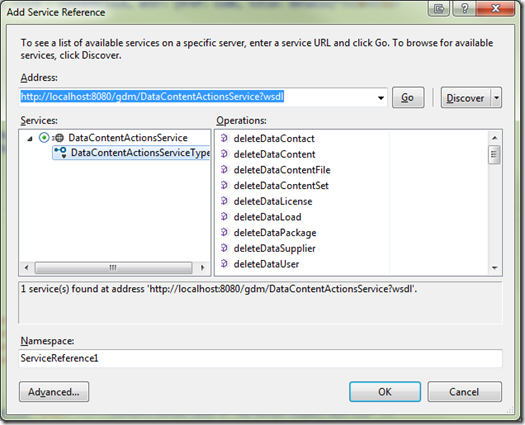 Add Service Reference
To see a list of available services on a specific server, enter a service URL and click Go. To browse for available
services, click Discover.
Address:
http://localhost:8080/gdm/DataContentActionsService?wsdl
Go
Discover
Services:
Operations:
DataContentActionsService
DataContentActionsServiceType
deleteDataContact
deleteDataContent
deleteDataContentFile
deleteDataContentSet
deleteDataLicense
deleteDataLoad
deleteDataPackage
deleteDataSupplier
deleteDataUser
1 service(s) found at address 'http://localhost:8080/gdm/DataContentActionsService?wsdl'.
Namespace:
ServiceReference1
Advanced...
OK
Cancel